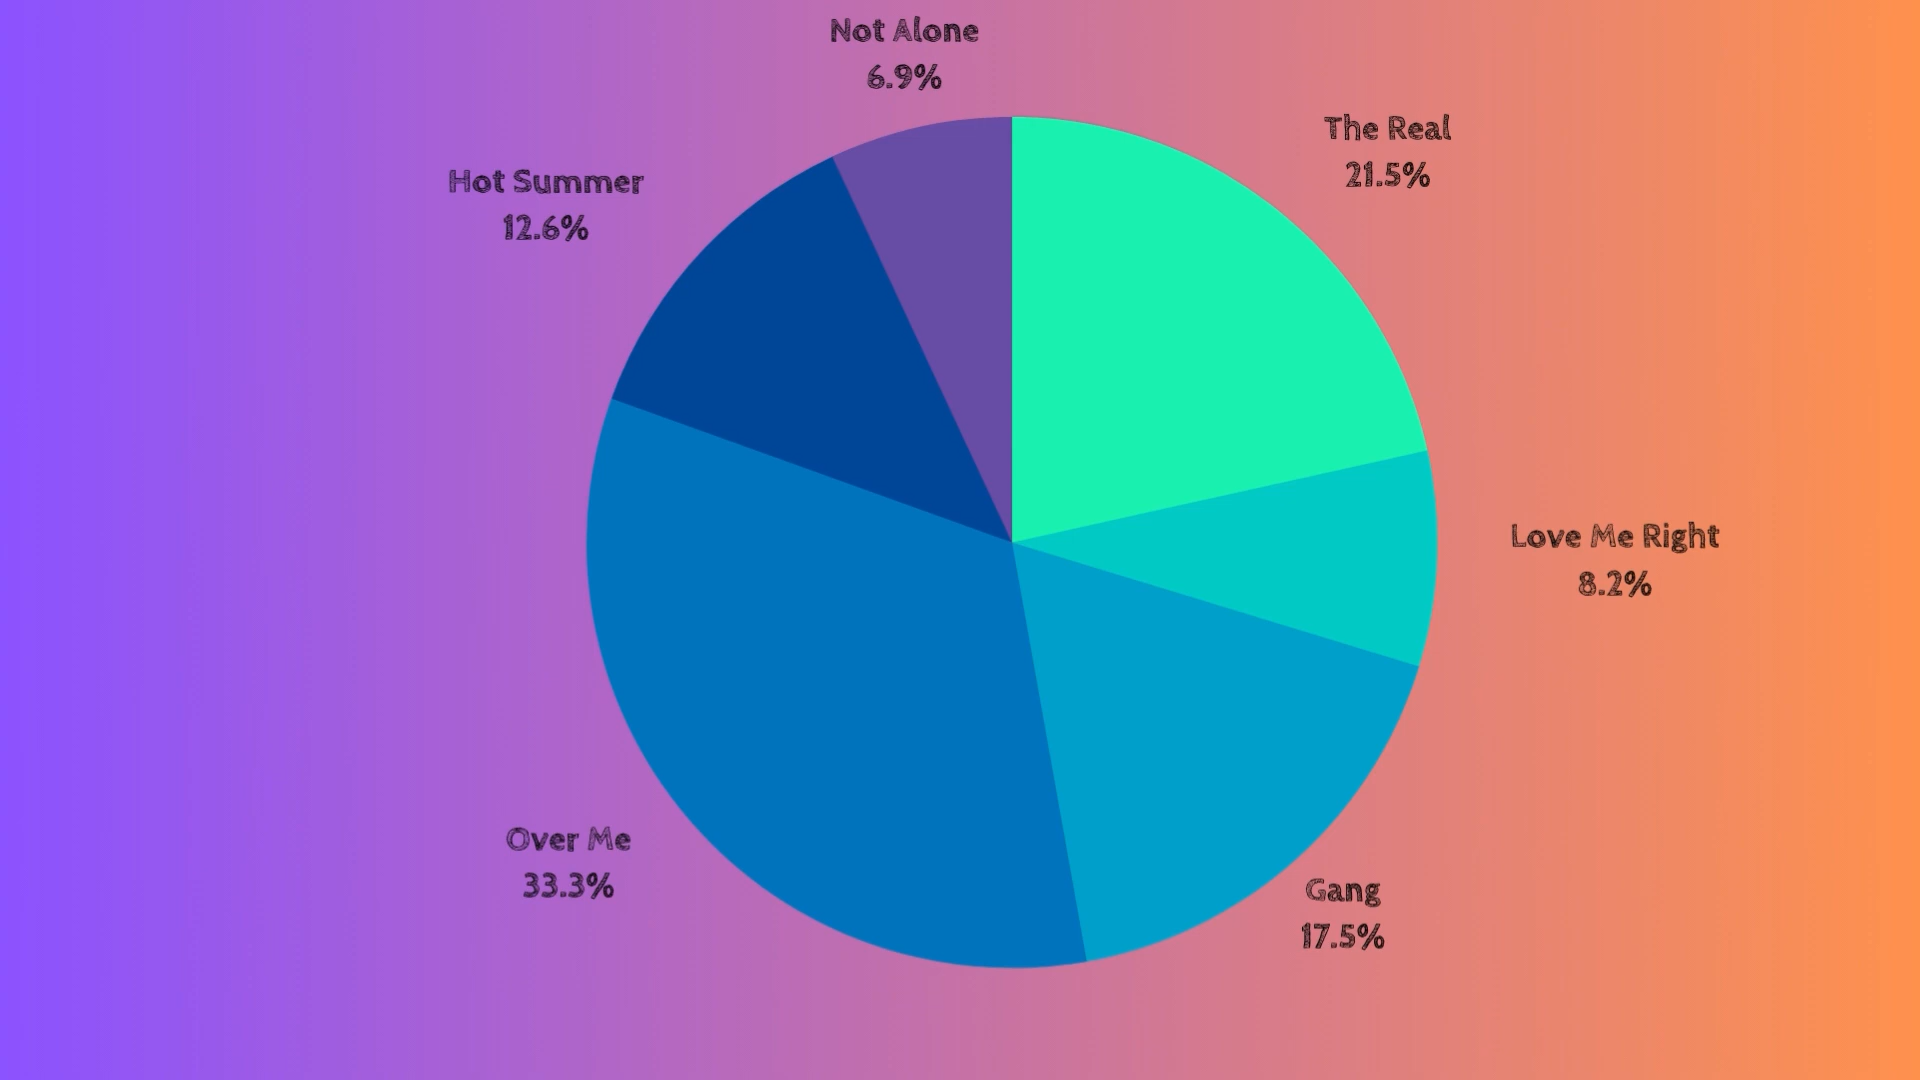 Not Alone
6.9%
The Real
21.5%
Hot Summer
12.6%
Love Me Right
8.2%
Over Me
33.3%
Gang
17.5%